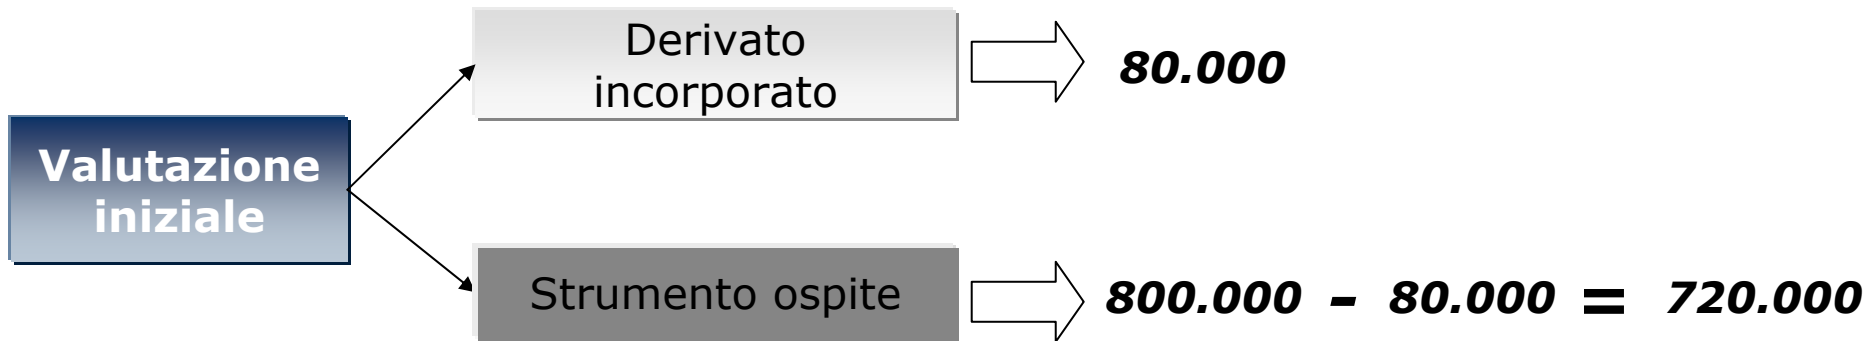 Valutazione
iniziale
Derivato
incorporato
80.000
Strumento ospite
800.000 - 80.000 = 720.000